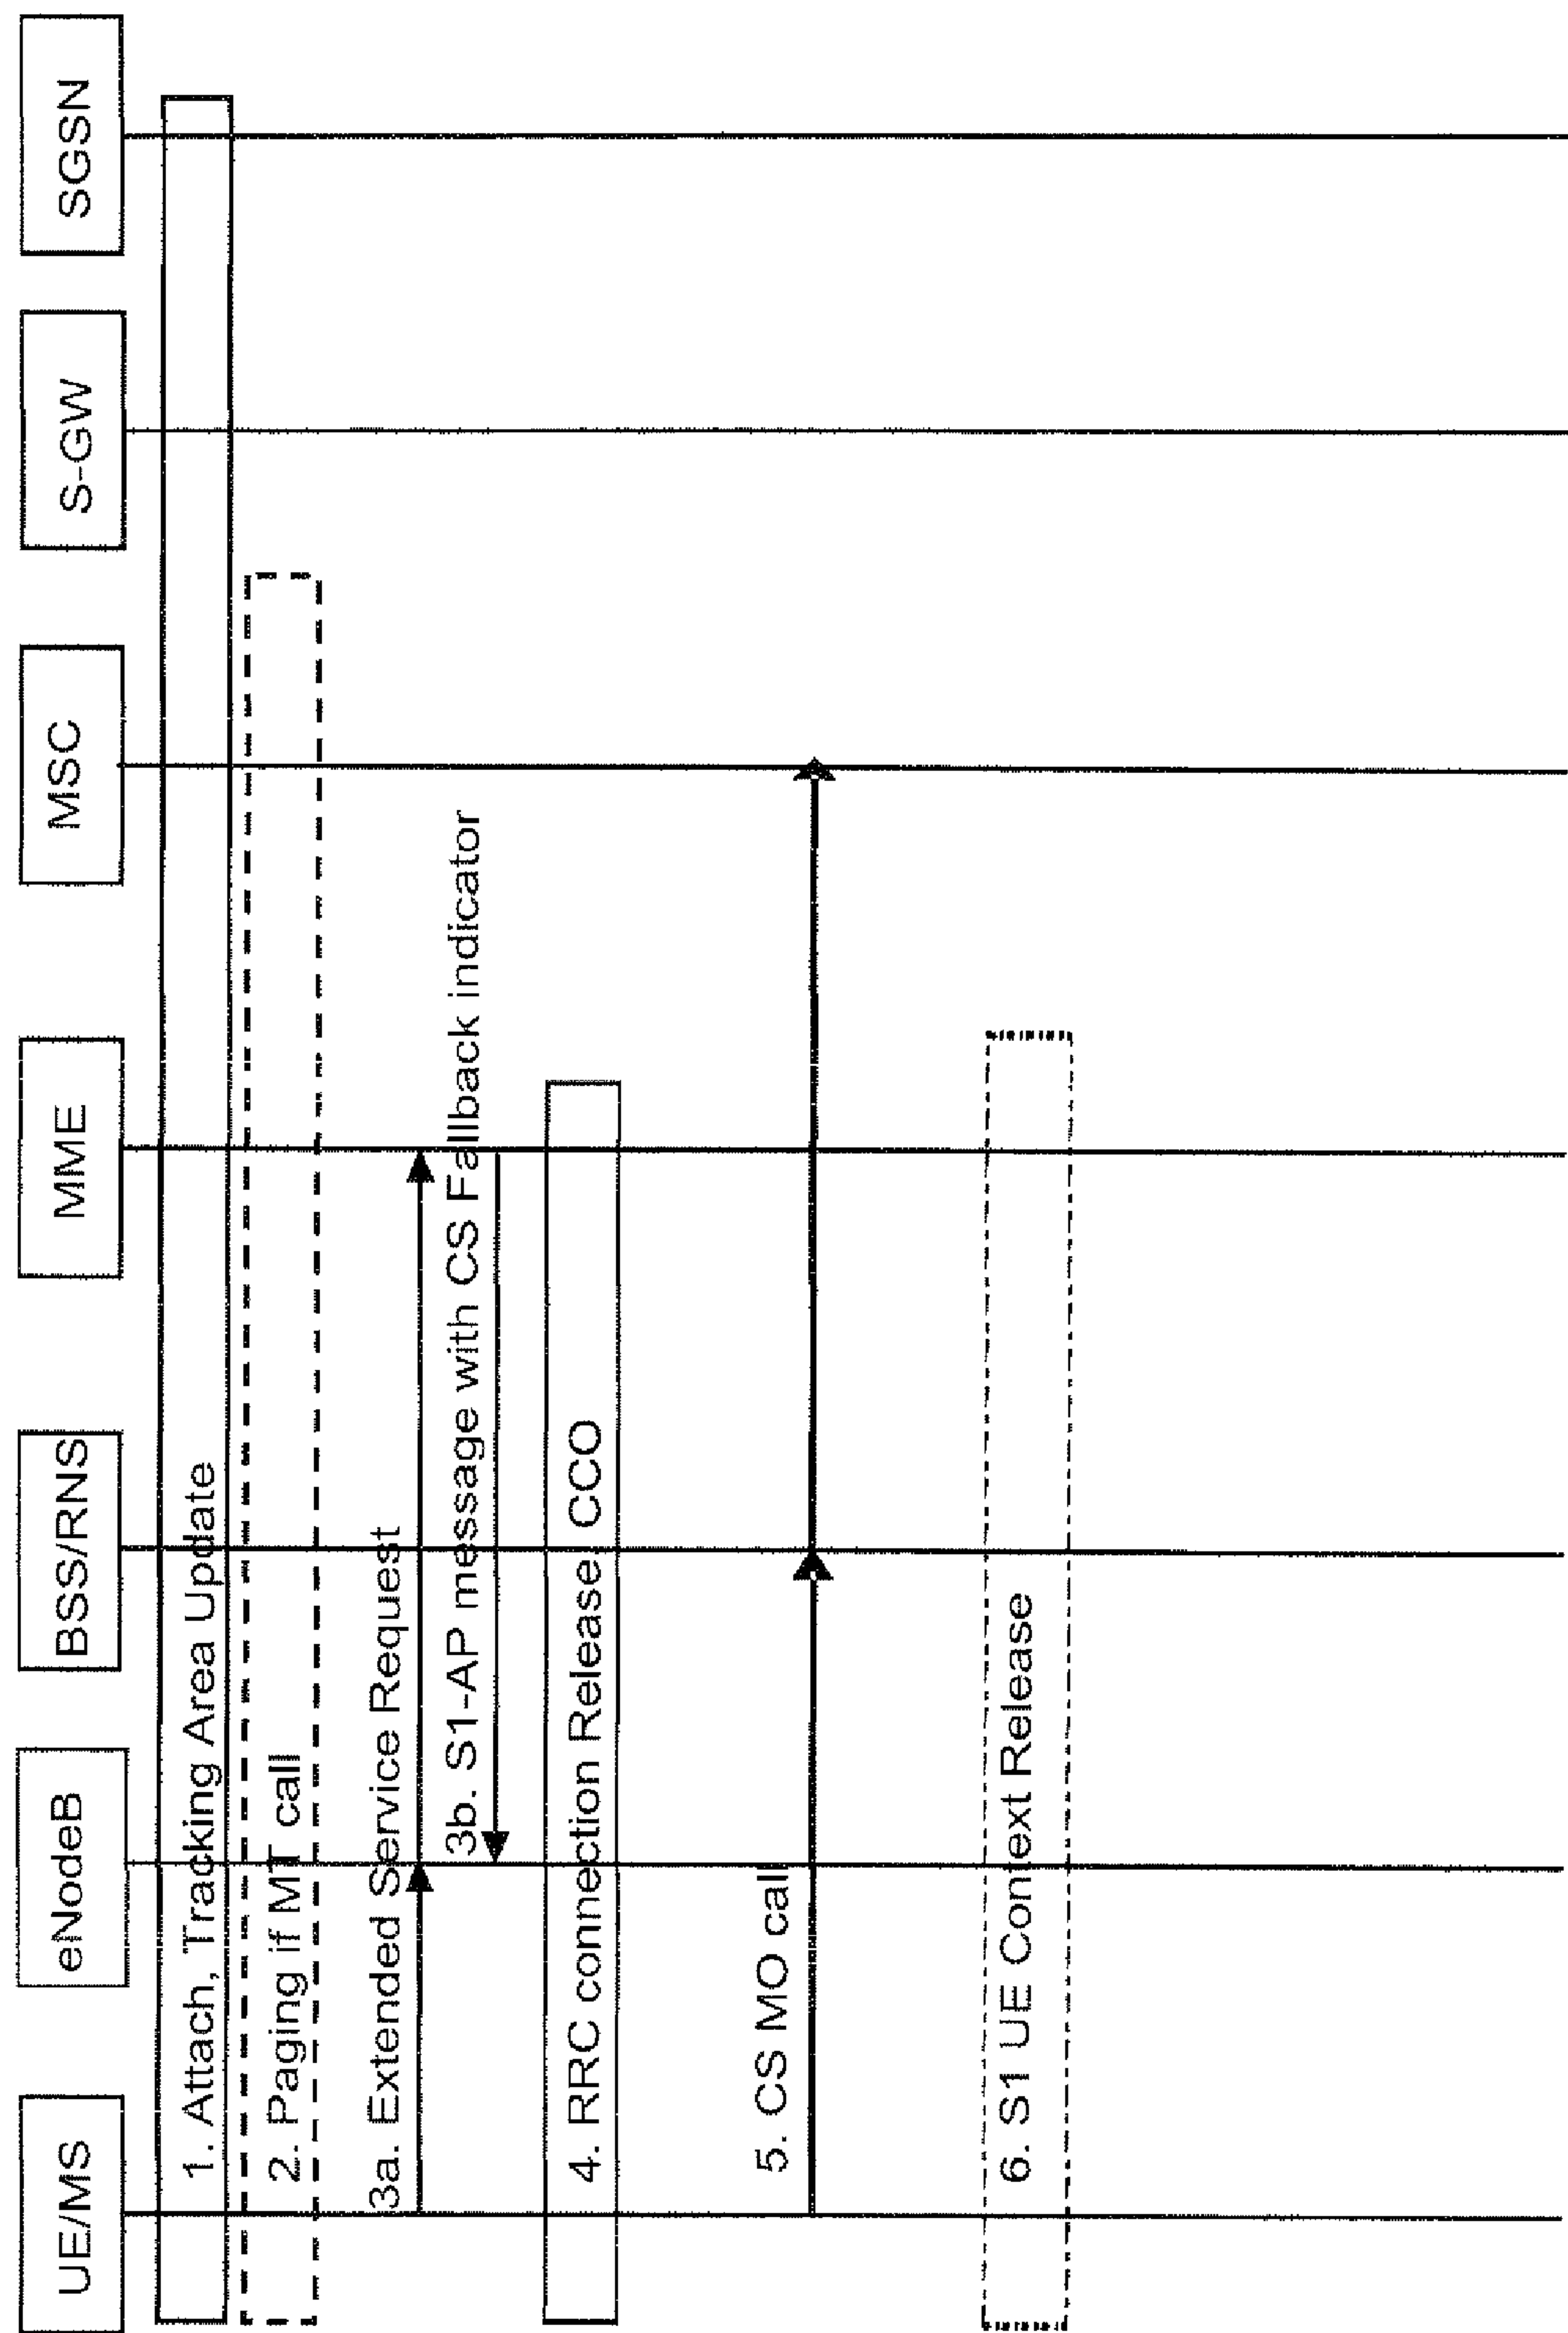 UE/MS
eNodeB
BSS/RNS
MME
MSC
S-GW
SGSN
1. Attach, Tracking Area Update
2. Paging if MT call
3a. Extended Service Request
3b. S1-AP message with CS Fallback indicator
4. RRC connection Release, CCO
5. CS MO call
6. S1 UE Context Release